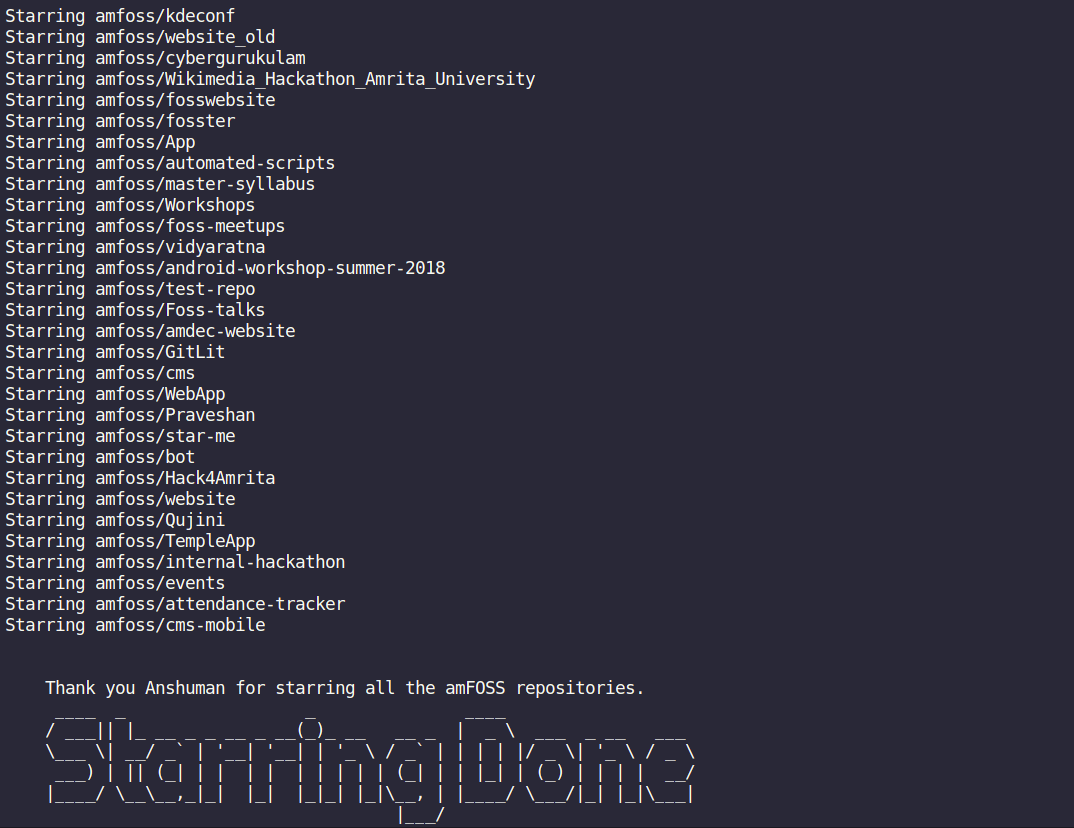 Starring amfoss/kdeconf
Starring amfoss/website_old
Starring amfoss/cybergurukulam
Starring amfoss/Wikimedia_Hackathon_Amrita_University
Starring amfoss/fosswebsite
Starring amfoss/fosster
Starring amfoss/App
Starring amfoss/automated-scripts
Starring amfoss/master-syllabus
Starring amfoss/Workshops
Starring amfoss/foss-meetups
Starring amfoss/vidyaratna
Starring amfoss/android-workshop-summer-2018
Starring amfoss/test-repo
Starring amfoss/Foss-talks
Starring amfoss/amdec-website
Starring amfoss/GitLit
Starring amfoss/cms
Starring amfoss/WebApp
Starring amfoss/Praveshan
Starring amfoss/star-me
Starring amfoss/bot
Starring amfoss/Hack4Amrita
Starring amfoss/website
Starring amfoss/Qujini
Starring amfoss/TempleApp
Starring amfoss/internal-hackathon
Starring amfoss/events
Starring amfoss/attendance-tracker
Starring amfoss/cms-mobile
Thank you Anshuman for starring all the amFOSS repositories.
Starring Done